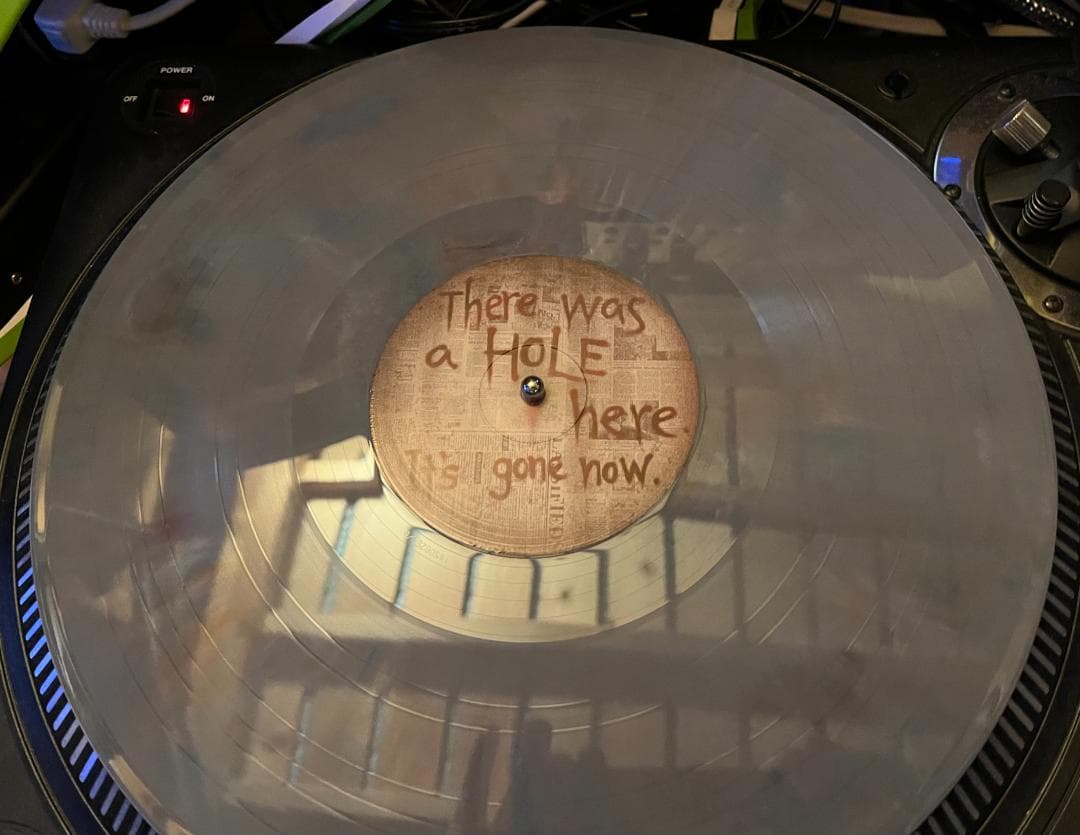 POWER
OFF ON
There was
a HOLE
here.
It's gone now.